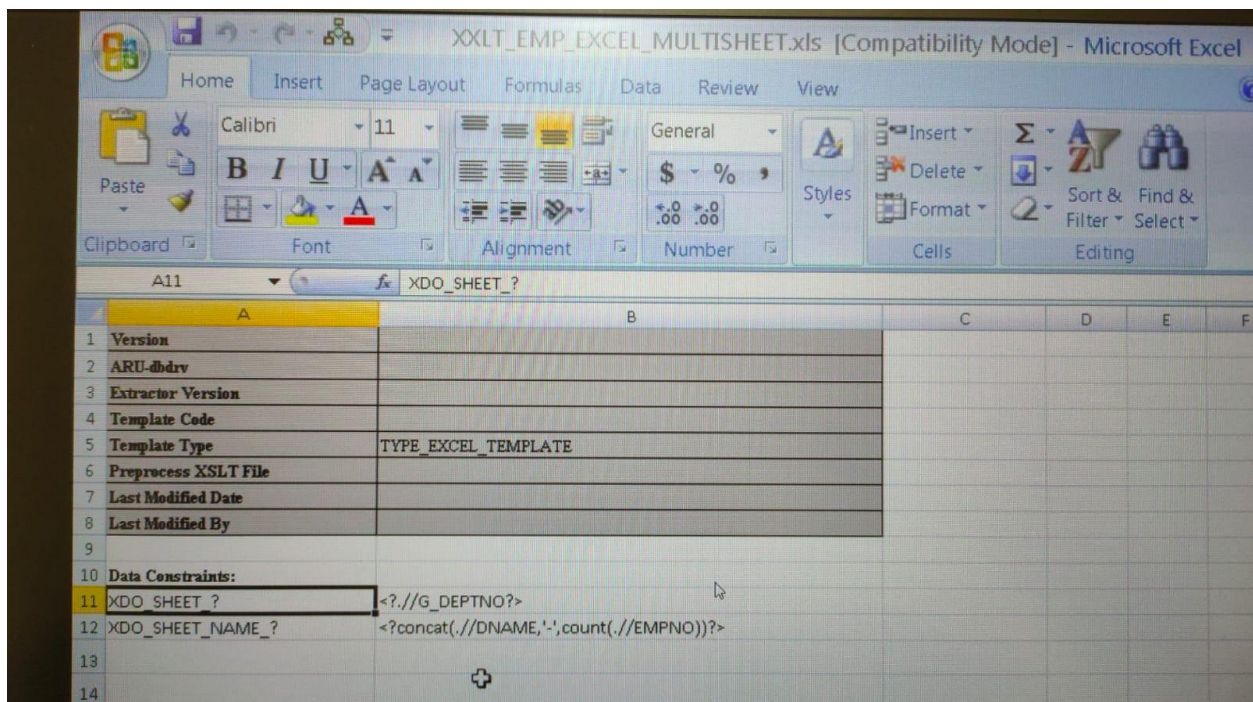 XXLT_EMP_EXCEL_MULTISHEET.xls [Compatibility Mode] - Microsoft Excel
Home Insert Page Layout Formulas Data Review View
Calibri 11 General Insert Σ
B I U A A $ % , Delete
Paste Styles Format Sort & Filter Find & Select
Clipboard Font Alignment Number Cells Editing
A11 fx XDO_SHEET_?
A B C D E F
1 Version
2 ARU-dbdrv
3 Extractor Version
4 Template Code
5 Template Type TYPE_EXCEL_TEMPLATE
6 Preprocess XSLT File
7 Last Modified Date
8 Last Modified By
9
10 Data Constraints:
11 XDO_SHEET_? <?.//G_DEPTNO?>
12 XDO_SHEET_NAME_? <?concat(.//DNAME,'-',count(.//EMPNO))?>
13
14